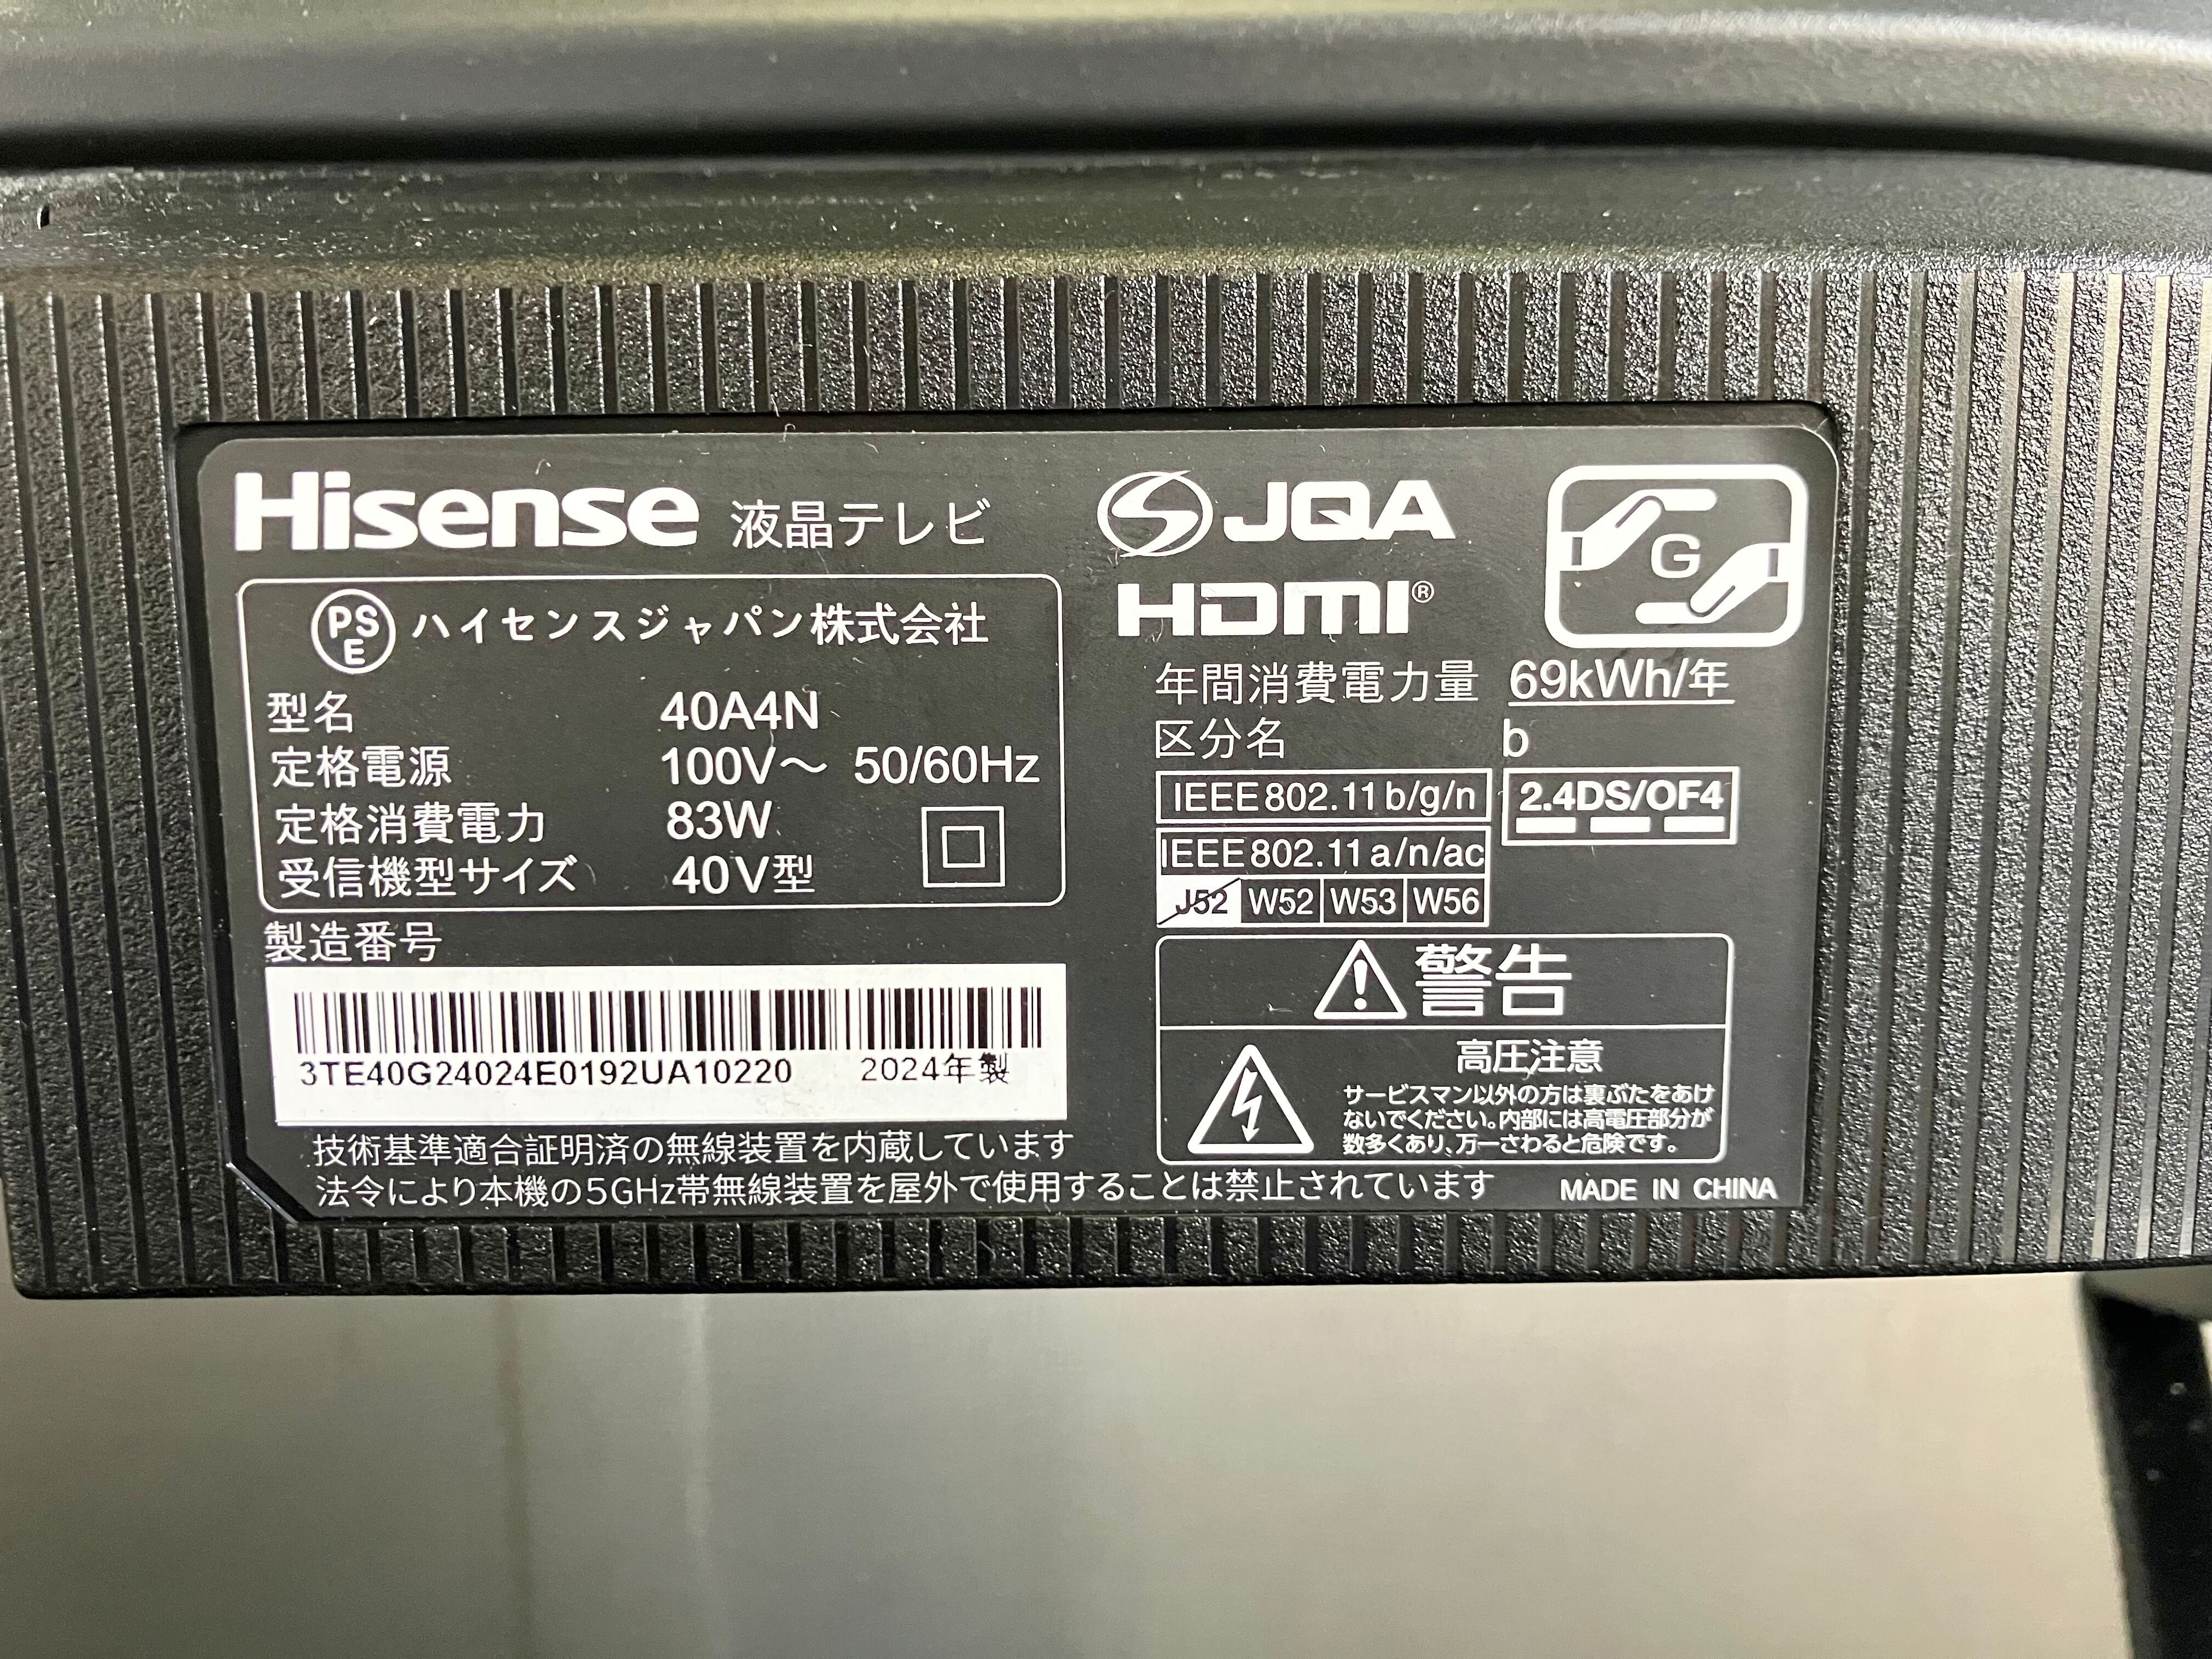 Hisense 液晶テレビ
PSE ハイセンスジャパン株式会社
型名 40A4N
定格電源 100V～ 50/60Hz
定格消費電力 83W
受信機型サイズ 40V型
製造番号
3TE40G24024E0192UA10220 2024年製
技術基準適合証明済の無線装置を内蔵しています
法令により本機の5GHz帯無線装置を屋外で使用することは禁止されています
JQA
HDMI®
G
年間消費電力量 69kWh/年
区分名 b
IEEE802.11b/g/n 2.4DS/OF4
IEEE802.11a/n/ac
J52 W52 W53 W56
警告
高圧注意
サービスマン以外の方は裏ぶたをあけ
ないでください。内部には高電圧部分が
数多くあり、万一さわると危険です。
MADE IN CHINA